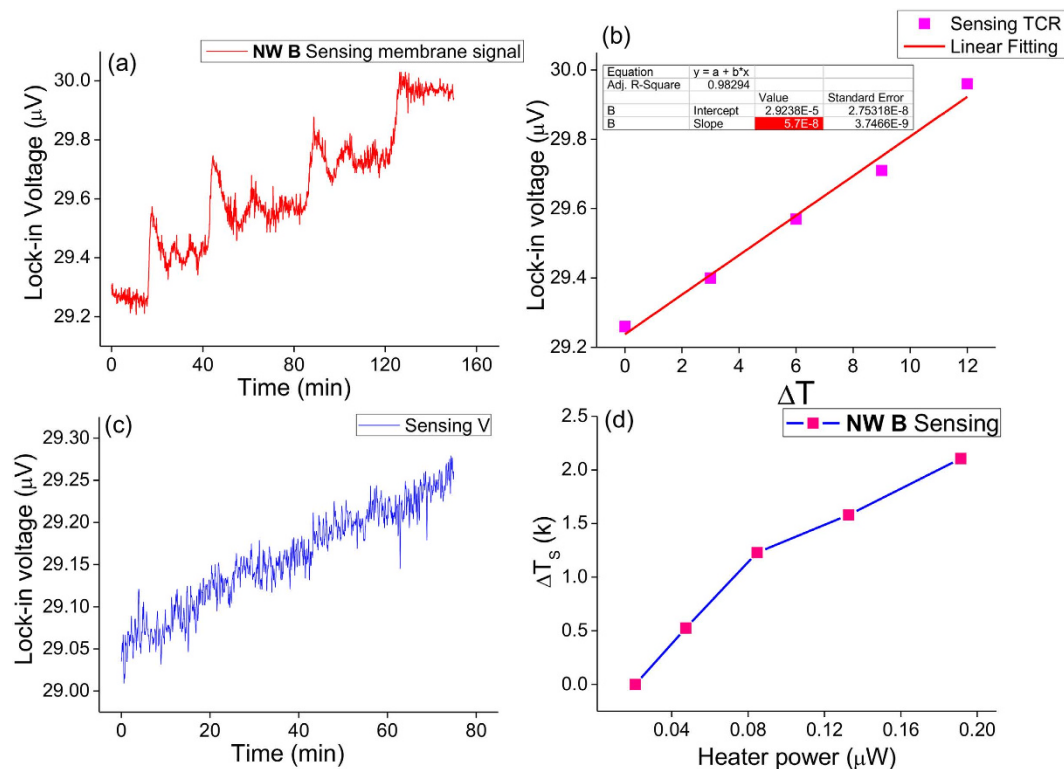 (a)
NW B Sensing membrane signal
30.0
29.8
29.6
29.4
29.2
Lock-in Voltage (μV)
0 40 80 120 160
Time (min)
(b)
Sensing TCR
Linear Fitting
Equation y = a + b*x
Adj. R-Square 0.98294
Value Standard Error
B Intercept 2.9238E-5 2.75318E-8
B Slope 5.7E-8 3.7466E-9
30.0
29.8
29.6
29.4
29.2
Lock-in voltage (μV)
0 2 4 6 8 10 12
ΔT
(c)
Sensing V
29.30
29.25
29.20
29.15
29.10
29.05
29.00
Lock-in voltage (μV)
0 20 40 60 80
Time (min)
(d)
NW B Sensing
2.5
2.0
1.5
1.0
0.5
0.0
ΔTs (k)
0.04 0.08 0.12 0.16 0.20
Heater power (μW)